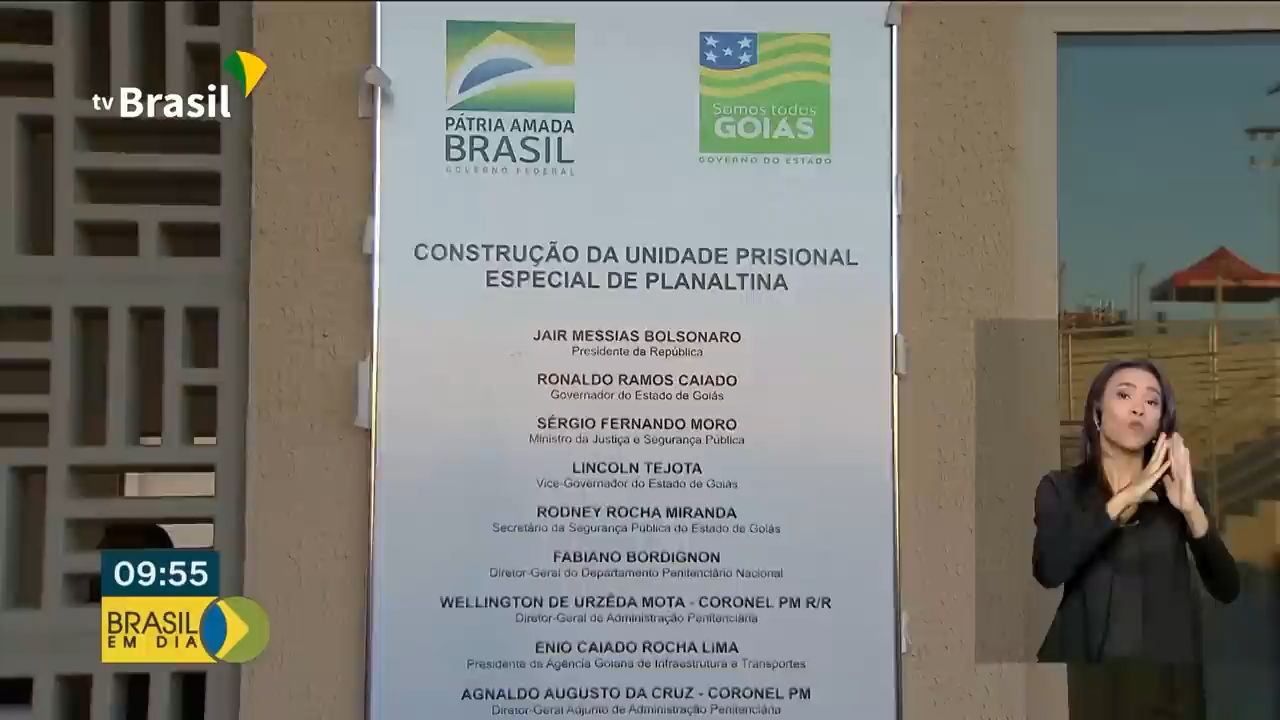 tv Brasil
PÁTRIA AMADA
BRASIL
GOVERNO FEDERAL
Somos todos
GOIÁS
GOVERNO DO ESTADO
CONSTRUÇÃO DA UNIDADE PRISIONAL
ESPECIAL DE PLANALTINA
JAIR MESSIAS BOLSONARO
Presidente da República
RONALDO RAMOS CAIADO
Governador do Estado de Goiás
SÉRGIO FERNANDO MORO
Ministro da Justiça e Segurança Pública
LINCOLN TEJOTA
Vice-Governador do Estado de Goiás
RODNEY ROCHA MIRANDA
Secretário da Segurança Pública do Estado de Goiás
FABIANO BORDIGNON
Diretor-Geral do Departamento Penitenciário Nacional
WELLINGTON DE URZÊDA MOTA - CORONEL PM R/R
Diretor-Geral de Administração Penitenciária
ENIO CAIADO ROCHA LIMA
Presidente da Agência Goiana de Infraestrutura e Transportes
AGNALDO AUGUSTO DA CRUZ - CORONEL PM
Diretor-Geral Adjunto de Administração Penitenciária
09:55
BRASIL
EM DIA